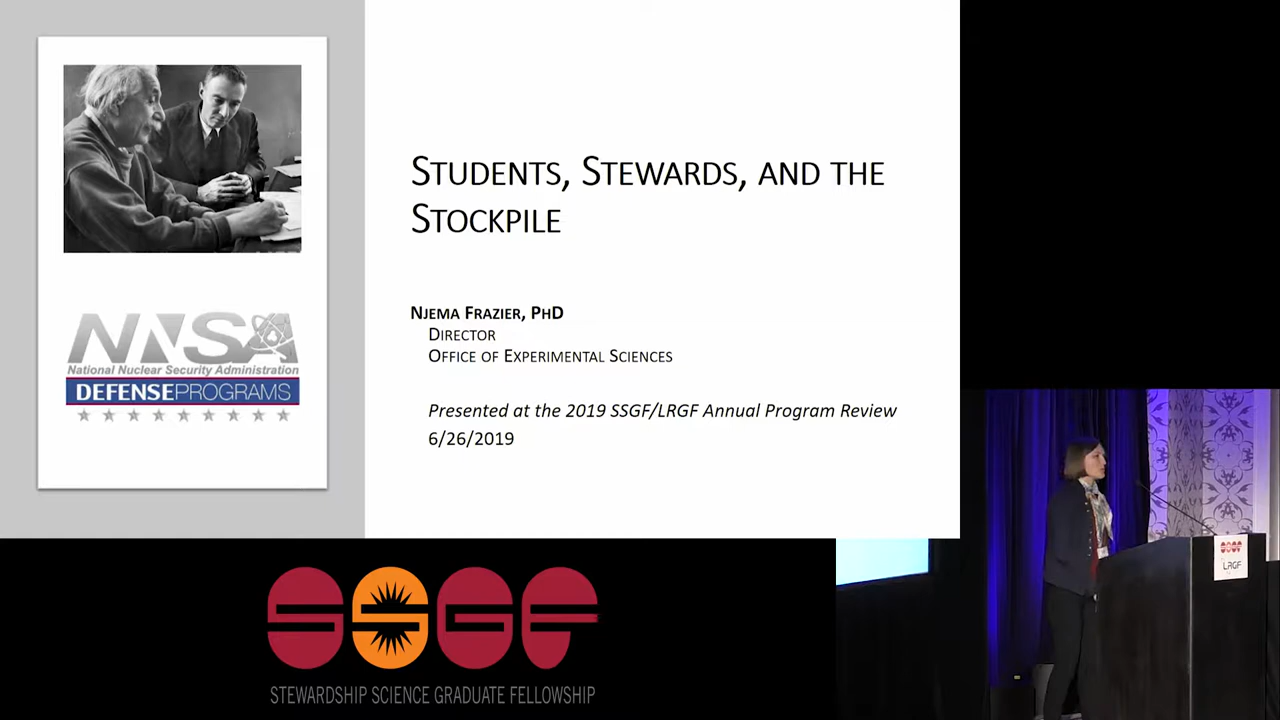 STUDENTS, STEWARDS, AND THE
STOCKPILE
NJEMA FRAZIER, PHD
DIRECTOR
OFFICE OF EXPERIMENTAL SCIENCES
Presented at the 2019 SSGF/LRGF Annual Program Review
6/26/2019
NNSA
National Nuclear Security Administration
DEFENSEPROGRAMS
SSGF
STEWARDSHIP SCIENCE GRADUATE FELLOWSHIP
SSGF
LRGF